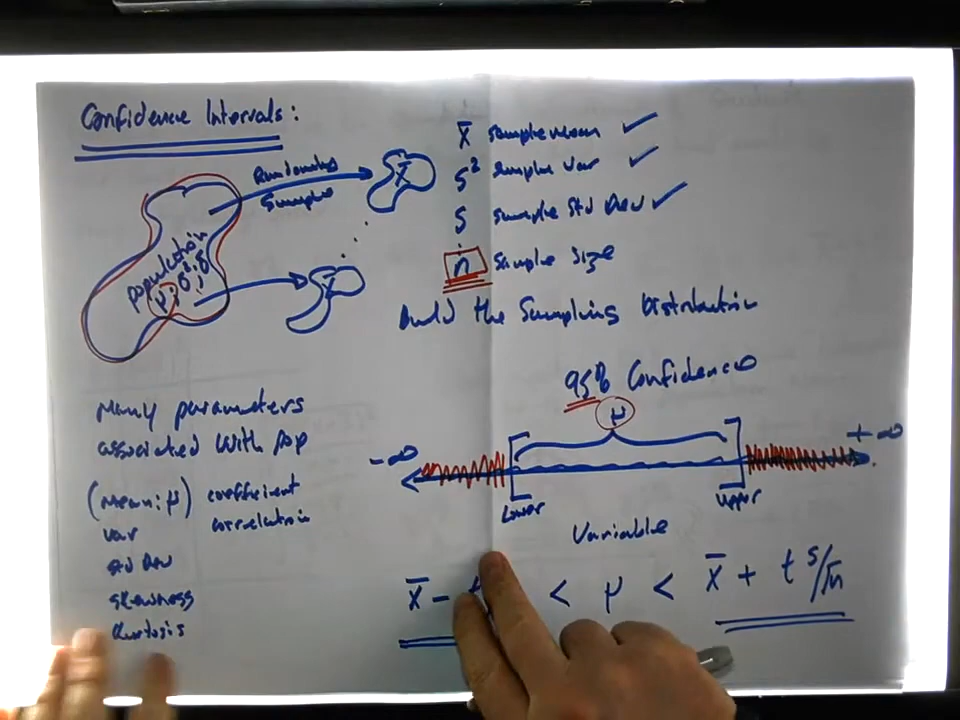 Confidence Intervals:
Randomly
Samples
x̄
population
μ, σ², σ
x̄
x̄ sample mean ✓
S² sample var ✓
S sample Std Dev ✓
n sample size
Build the Sampling Distribution
95% Confidence
μ
-∞
+∞
Lower
Upper
Variable
x̄ - < μ < x̄ + t s/√n
Many parameters
associated with pop
(Mean: μ) coefficient
var correlation
std Dev
skewness
kurtosis